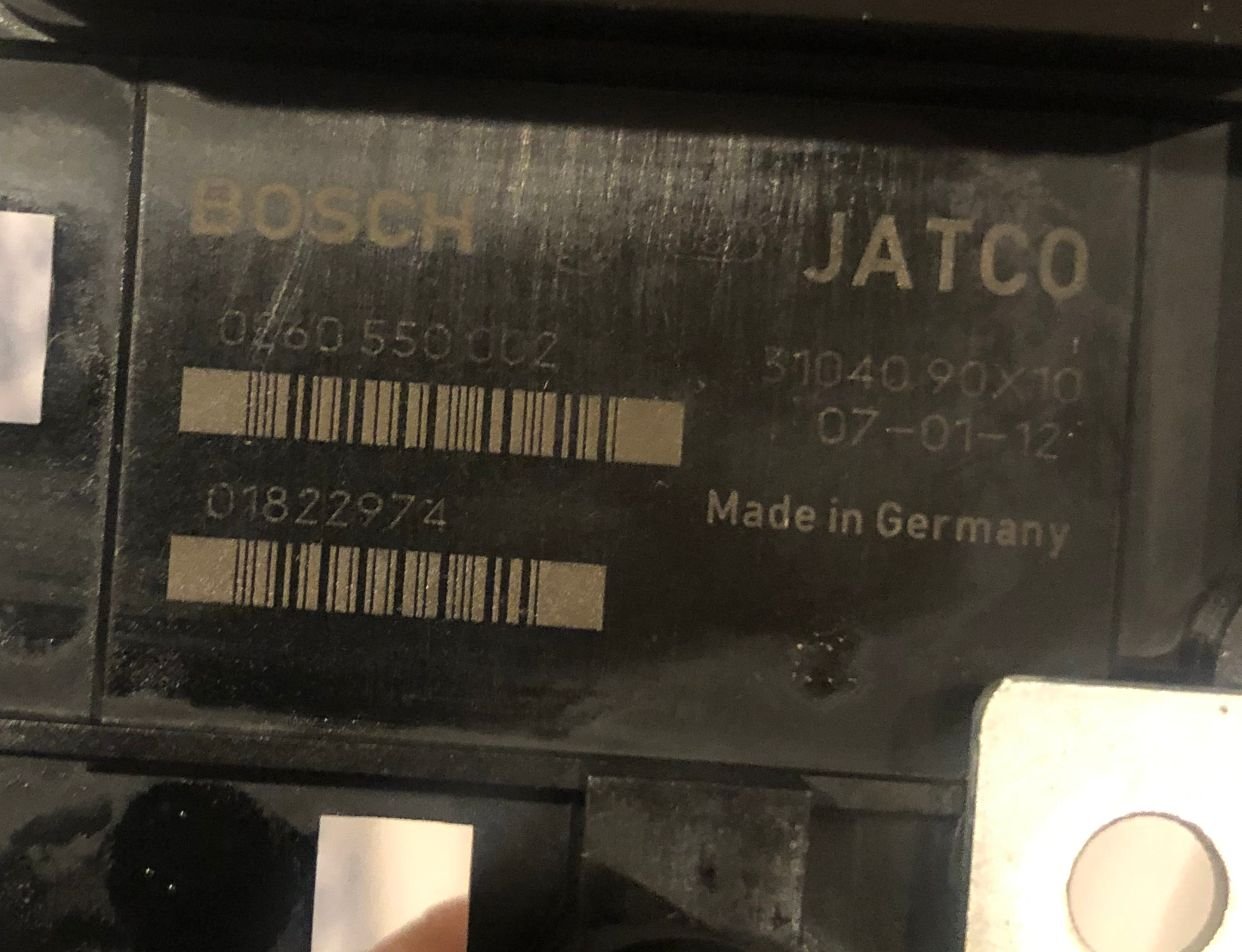 BOSCH
JATCO
0260 550 002
31040 90X10
07-01-12
01822974
Made in Germany